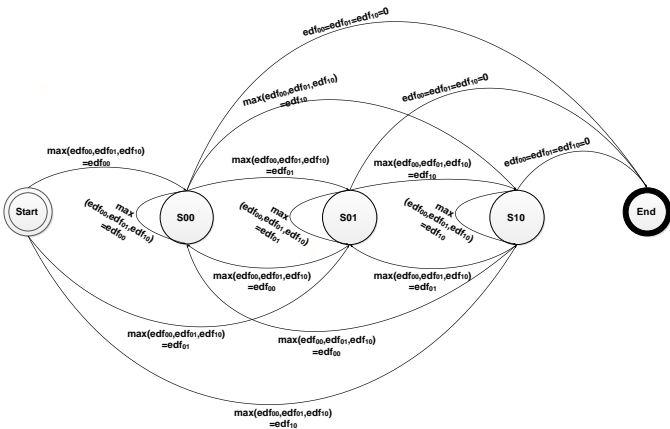 edf₀₀=edf₀₁=edf₁₀=0
max(edf₀₀,edf₀₁,edf₁₀)
=edf₁₀
edf₀₀=edf₀₁=edf₁₀=0
max(edf₀₀,edf₀₁,edf₁₀)
=edf₀₀
max(edf₀₀,edf₀₁,edf₁₀)
=edf₀₁
max(edf₀₀,edf₀₁,edf₁₀)
=edf₁₀
edf₀₀=edf₀₁=edf₁₀=0
Start
max
(edf₀₀,edf₀₁,edf₁₀)
=edf₀₀
S00
max
(edf₀₀,edf₀₁,edf₁₀)
=edf₀₁
S01
max
(edf₀₀,edf₀₁,edf₁₀)
=edf₁₀
S10
End
max(edf₀₀,edf₀₁,edf₁₀)
=edf₀₀
max(edf₀₀,edf₀₁,edf₁₀)
=edf₀₁
max(edf₀₀,edf₀₁,edf₁₀)
=edf₀₁
max(edf₀₀,edf₀₁,edf₁₀)
=edf₀₀
max(edf₀₀,edf₀₁,edf₁₀)
=edf₁₀